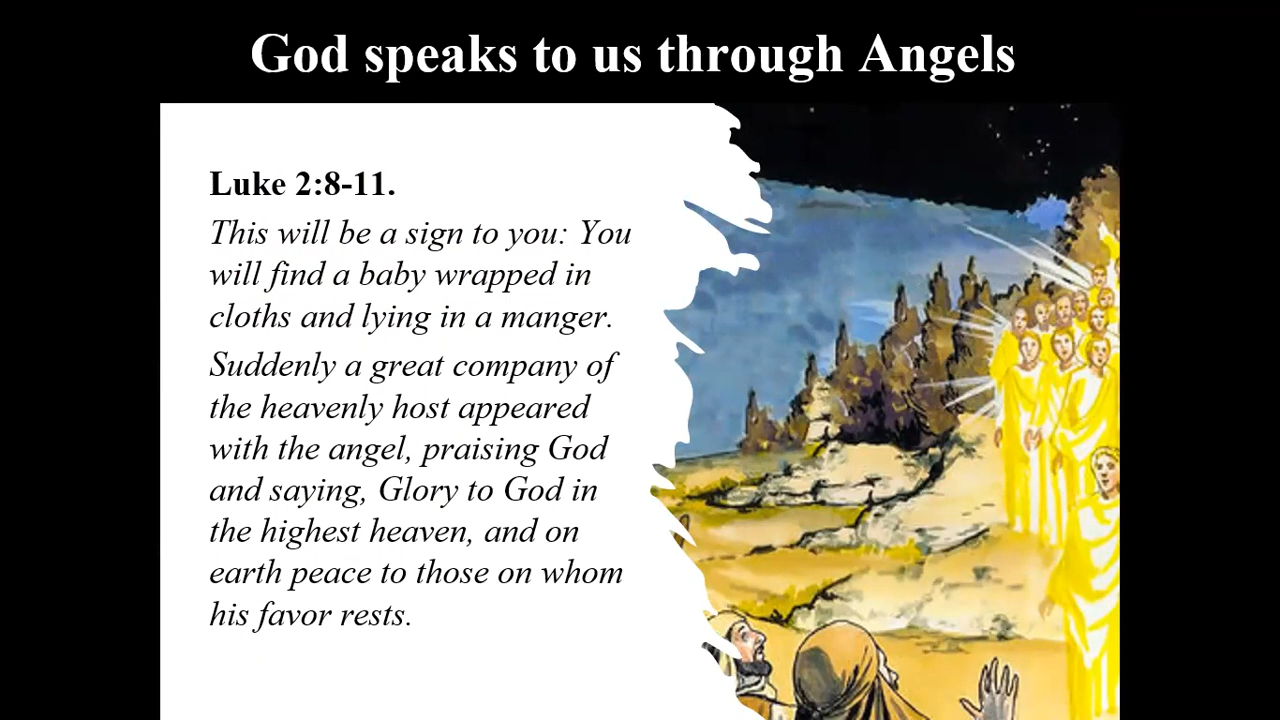 God speaks to us through Angels
Luke 2:8-11.
This will be a sign to you: You
will find a baby wrapped in
cloths and lying in a manger.
Suddenly a great company of
the heavenly host appeared
with the angel, praising God
and saying, Glory to God in
the highest heaven, and on
earth peace to those on whom
his favor rests.